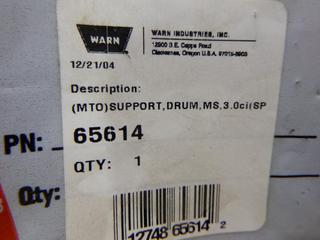 WARN
WARN INDUSTRIES, INC.
12900 S.E. Capps Road
Clackamas, Oregon U.S.A. 97015-8903
12/21/04
Description:
(MTO)SUPPORT,DRUM,MS,3.0ci(SP
PN:
65614
QTY: 1
Qty:
12748 65614 2